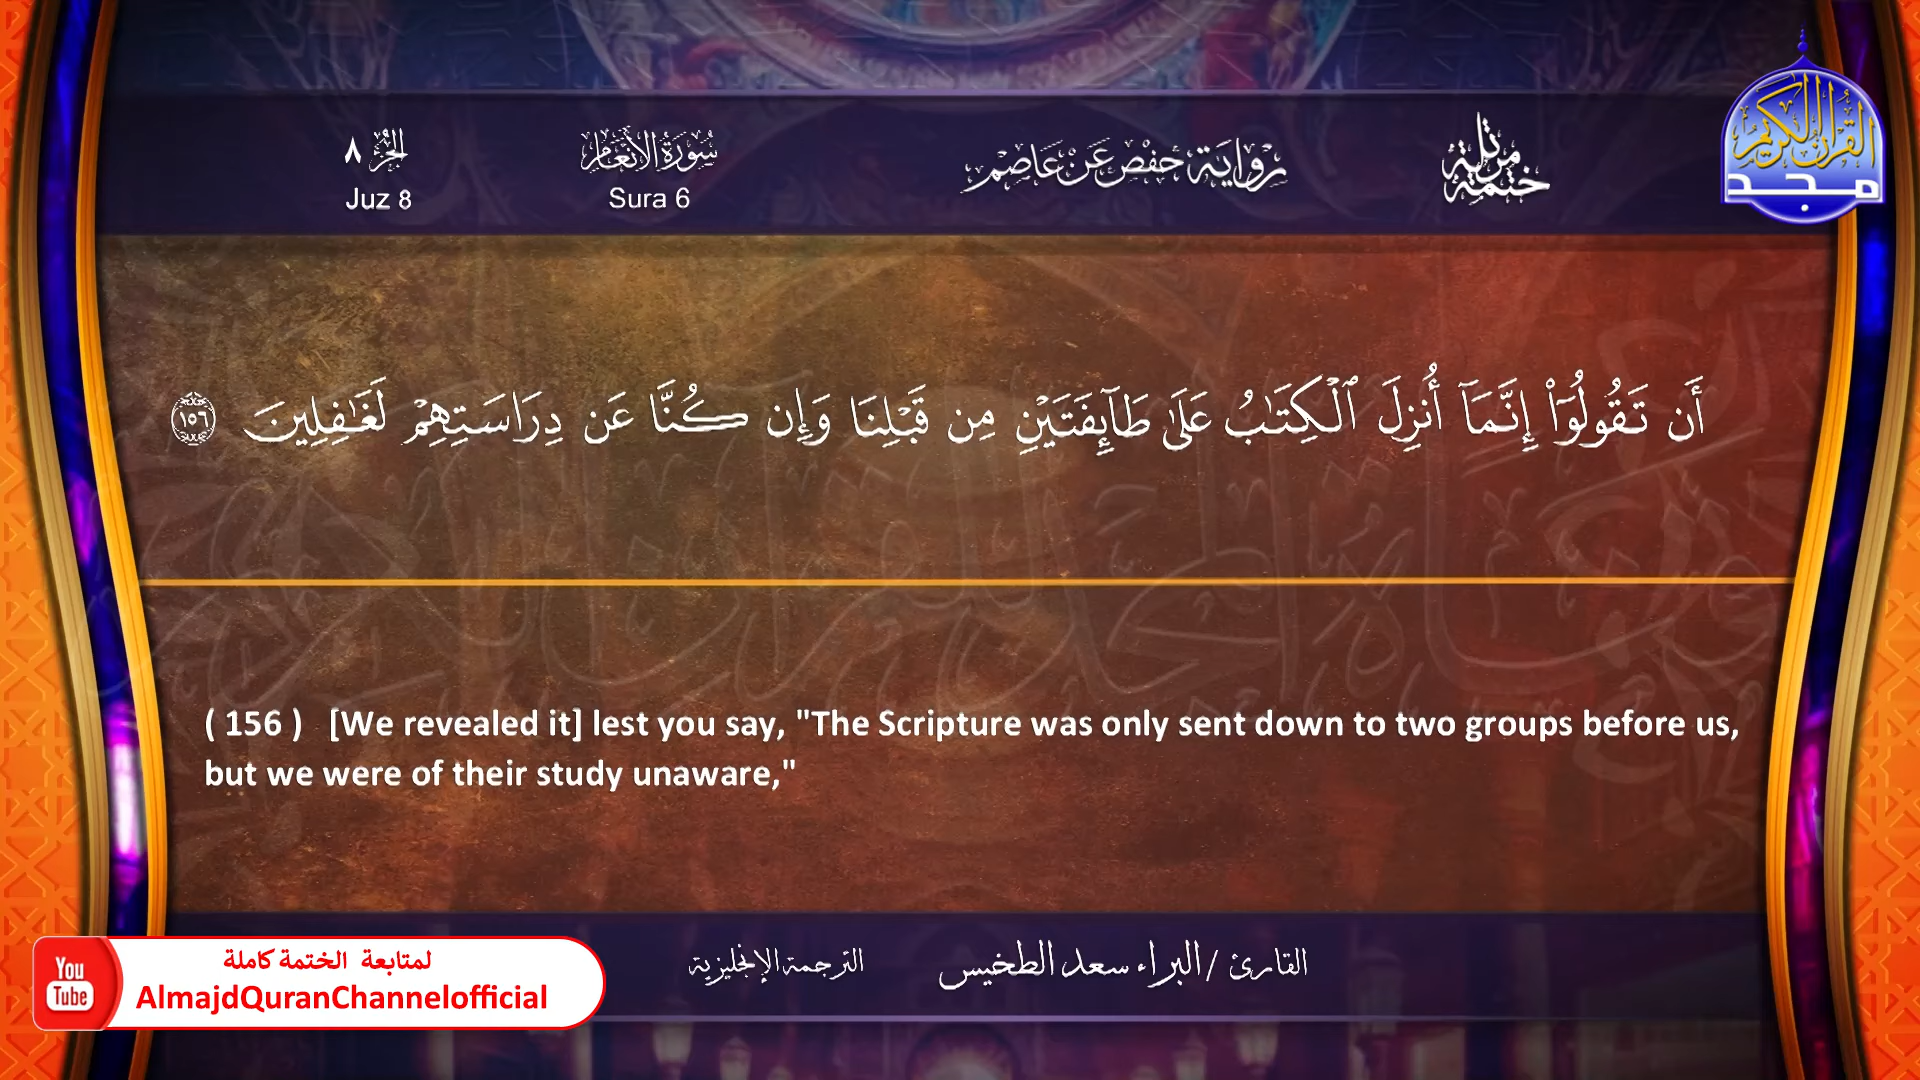 الجزء ٨
Juz 8
سورة الأنعام
Sura 6
رواية حفص عن عاصم
ختمة مرتلة
القرآن الكريم
مجد
أَن تَقُولُوٓا۟ إِنَّمَآ أُنزِلَ ٱلْكِتَـٰبُ عَلَىٰ طَآئِفَتَيْنِ مِن قَبْلِنَا وَإِن كُنَّا عَن دِرَاسَتِهِمْ لَغَـٰفِلِينَ ١٥٦
( 156 ) [We revealed it] lest you say, "The Scripture was only sent down to two groups before us,
but we were of their study unaware,"
القارئ / البراء سعد الطخيس
الترجمة الإنجليزية
You
Tube
لمتابعة الختمة كاملة
AlmajdQuranChannelofficial